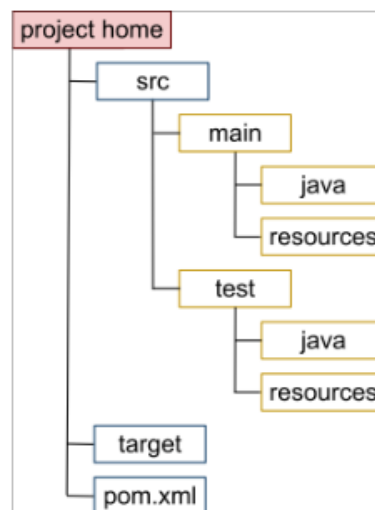 project home
src
main
java
resources
test
java
resources
target
pom.xml